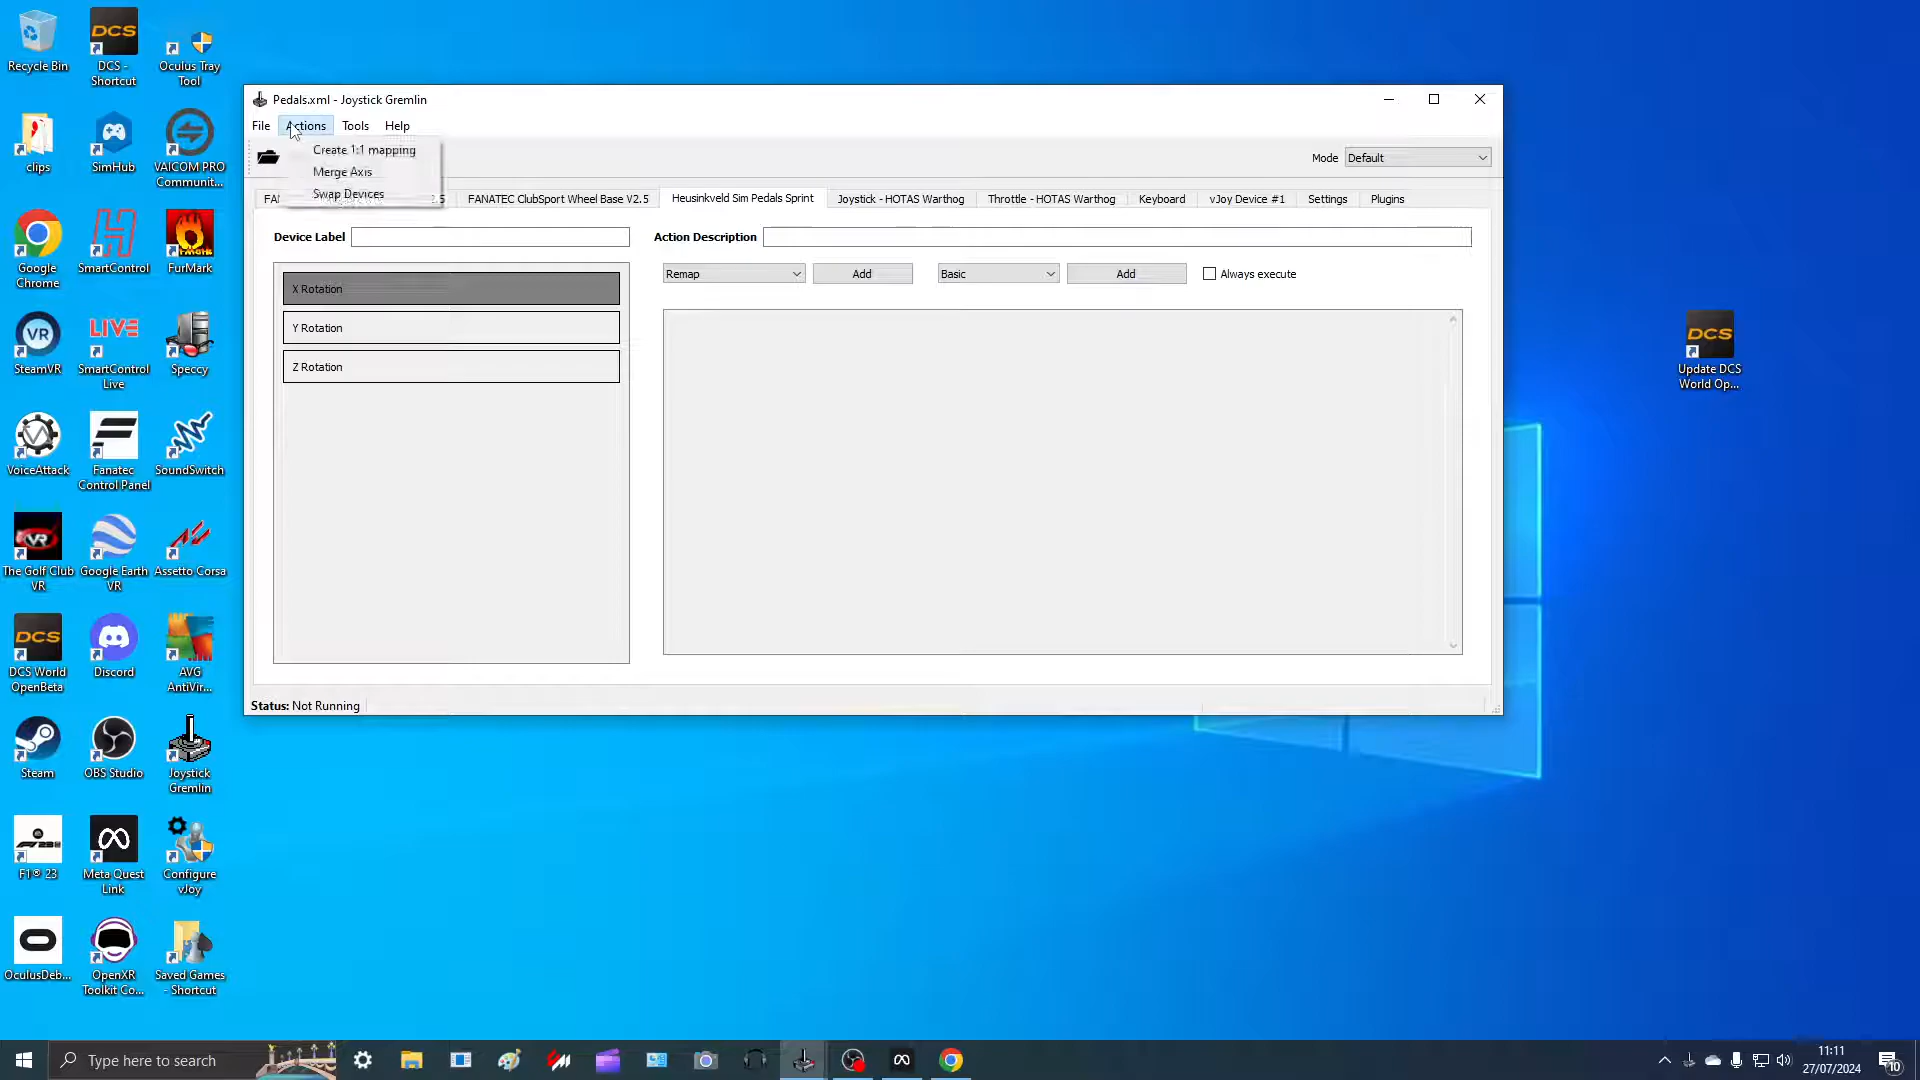 Recycle Bin
DCS -
Shortcut
Oculus Tray
Tool
clips
SimHub
VAICOM PRO
Communit...
Google
Chrome
SmartControl
FurMark
SteamVR
LIVE
SmartControl
Live
Speccy
VoiceAttack
Fanatec
Control Panel
SoundSwitch
The Golf Club
VR
Google Earth
VR
Assetto Corsa
DCS
DCS World
OpenBeta
Discord
AVG
AntiVir...
Steam
OBS Studio
Joystick
Gremlin
F1® 23
Meta Quest
Link
Configure
vJoy
OculusDeb...
OpenXR
Toolkit Co...
Saved Games
- Shortcut
Pedals.xml - Joystick Gremlin
File Actions Tools Help
Create 1:1 mapping
Merge Axis
Swap Devices
Mode Default
FA 2.5 FANATEC ClubSport Wheel Base V2.5 Heusinkveld Sim Pedals Sprint Joystick - HOTAS Warthog Throttle - HOTAS Warthog Keyboard vJoy Device #1 Settings Plugins
Device Label
Action Description
X Rotation
Y Rotation
Z Rotation
Remap Add Basic Add Always execute
Status: Not Running
DCS
Update DCS
World Op...
Type here to search
11:11
27/07/2024
10